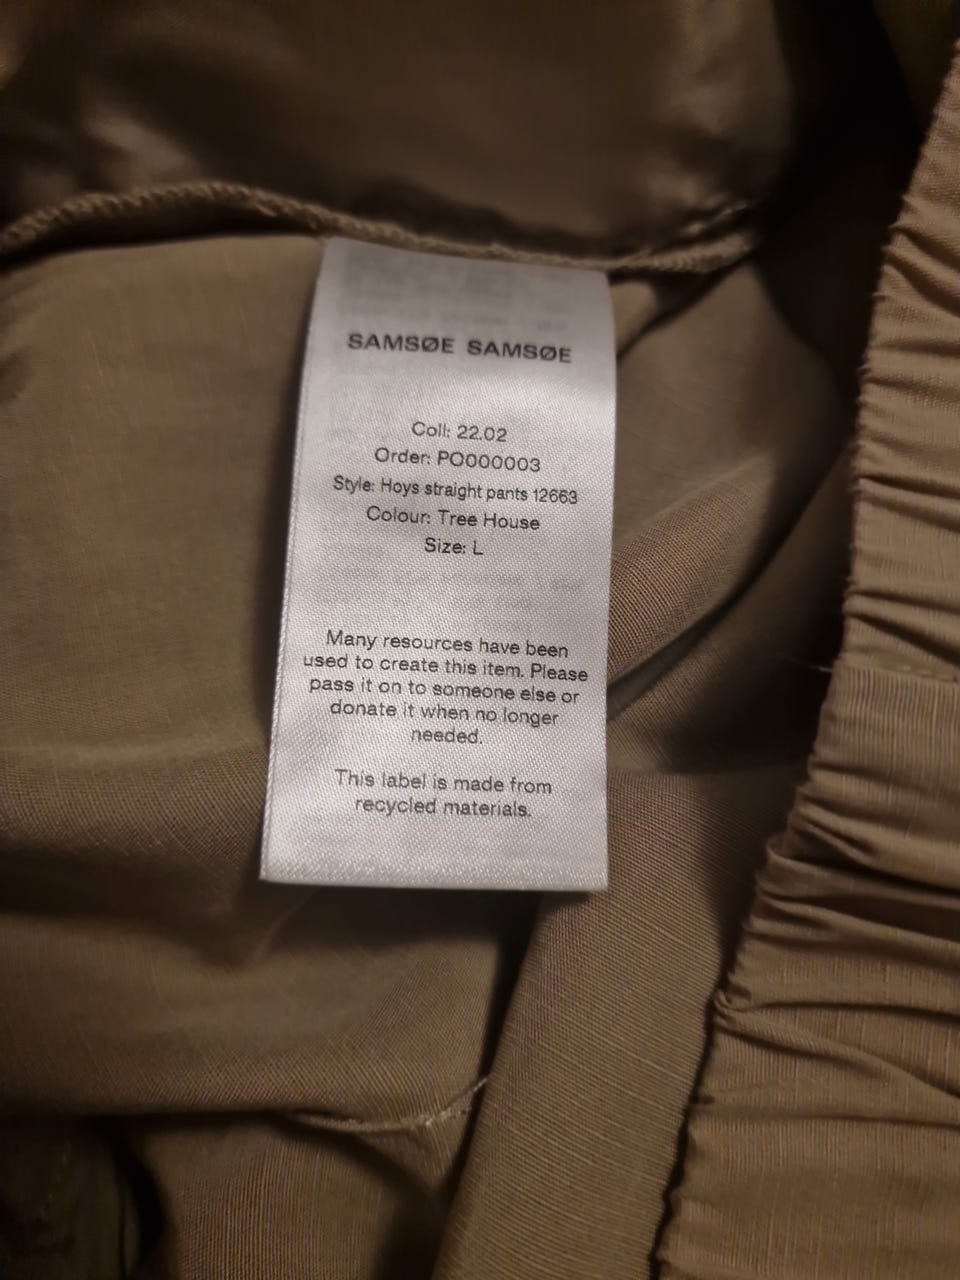 SAMSØE SAMSØE
Coll: 22.02
Order: PO000003
Style: Hoys straight pants 12663
Colour: Tree House
Size: L
Many resources have been
used to create this item. Please
pass it on to someone else or
donate it when no longer
needed.
This label is made from
recycled materials.